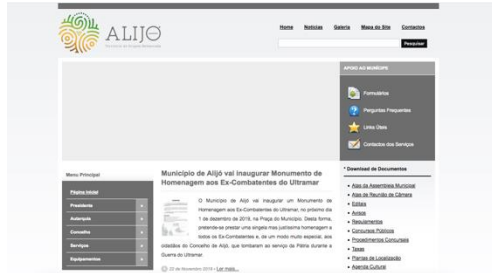 ALIJÓ
Home Notícias Galeria Mapa do Site Contactos
Pesquisar
APOIO AO MUNÍCIPE
Formulários
Perguntas Frequentes
Links Úteis
Contactos dos Serviços
Menu Principal
Página Inicial
Presidente
Autarquia
Concelho
Serviços
Equipamentos
Município de Alijó vai inaugurar Monumento de
Homenagem aos Ex-Combatentes do Ultramar
O Município de Alijó vai inaugurar um Monumento de
Homenagem aos Ex-Combatentes do Ultramar, no próximo dia
1 de dezembro de 2019, na Praça do Município. Desta forma,
pretende-se prestar uma singela mas justíssima homenagem a
todos os Ex-Combatentes e, de um modo muito especial, aos
cidadãos do Concelho de Alijó, que tombaram ao serviço da Pátria durante a
Guerra do Ultramar.
22 de Novembro 2019 • Ler mais...
* Download de Documentos
Atas da Assembleia Municipal
Atas de Reunião de Câmara
Editais
Avisos
Regulamentos
Concursos Públicos
Procedimentos Concursais
Taxas
Plantas de Localização
Agenda Cultural